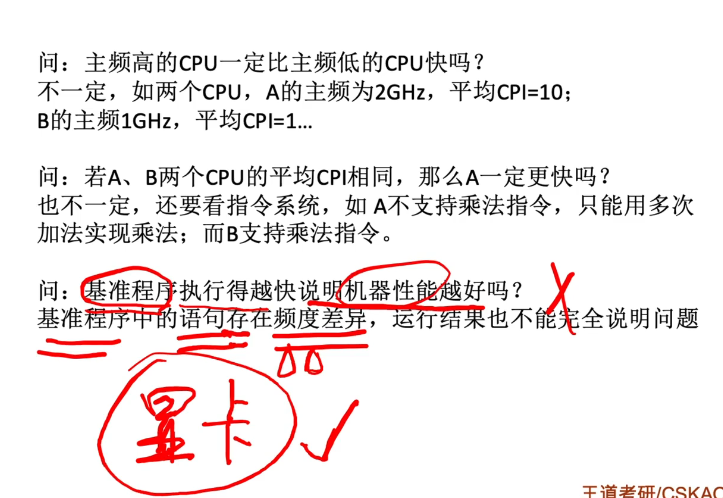 问：主频高的CPU一定比主频低的CPU快吗？
不一定，如两个CPU，A的主频为2GHz，平均CPI=10；
B的主频1GHz，平均CPI=1…
问：若A、B两个CPU的平均CPI相同，那么A一定更快吗？
也不一定，还要看指令系统，如 A不支持乘法指令，只能用多次
加法实现乘法；而B支持乘法指令。
问：基准程序执行得越快说明机器性能越好吗？
基准程序中的语句存在频度差异，运行结果也不能完全说明问题
显卡
王道考研/CSKAO